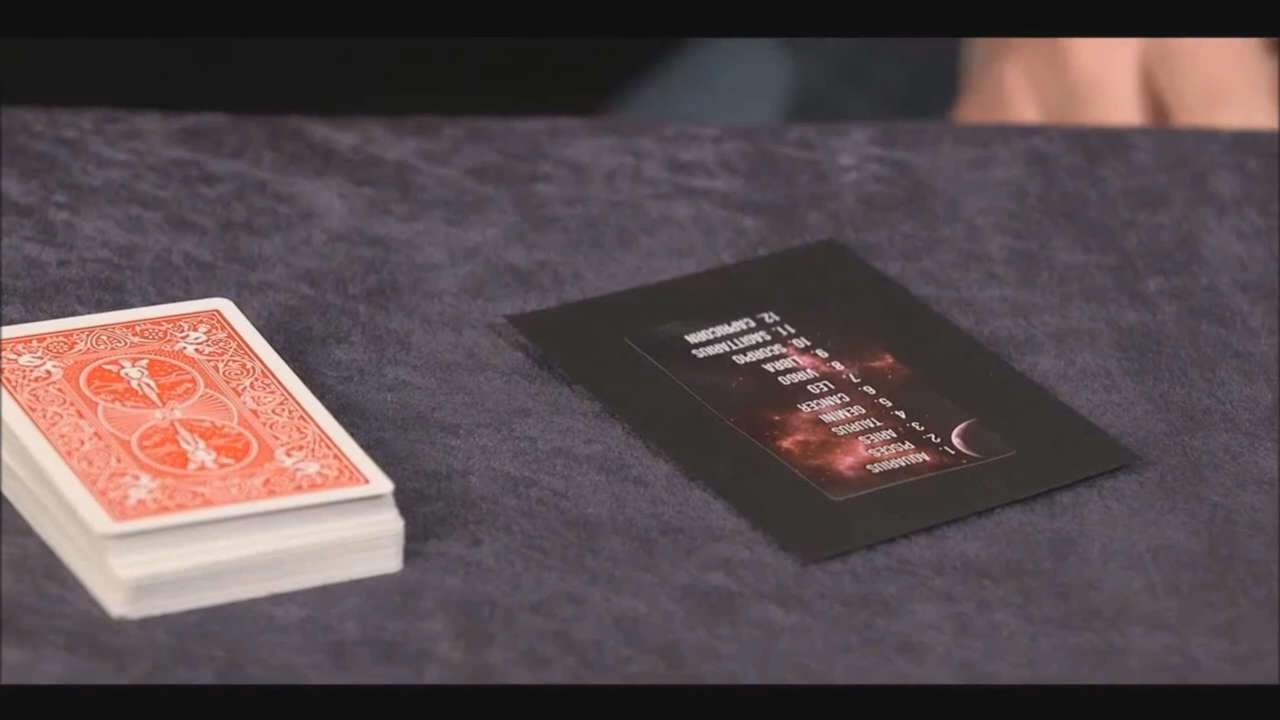 1. AQUARIUS
2. PISCES
3. ARIES
4. TAURUS
5. GEMINI
6. CANCER
7. LEO
8. VIRGO
9. LIBRA
10. SCORPIO
11. SAGITTARIUS
12. CAPRICORN